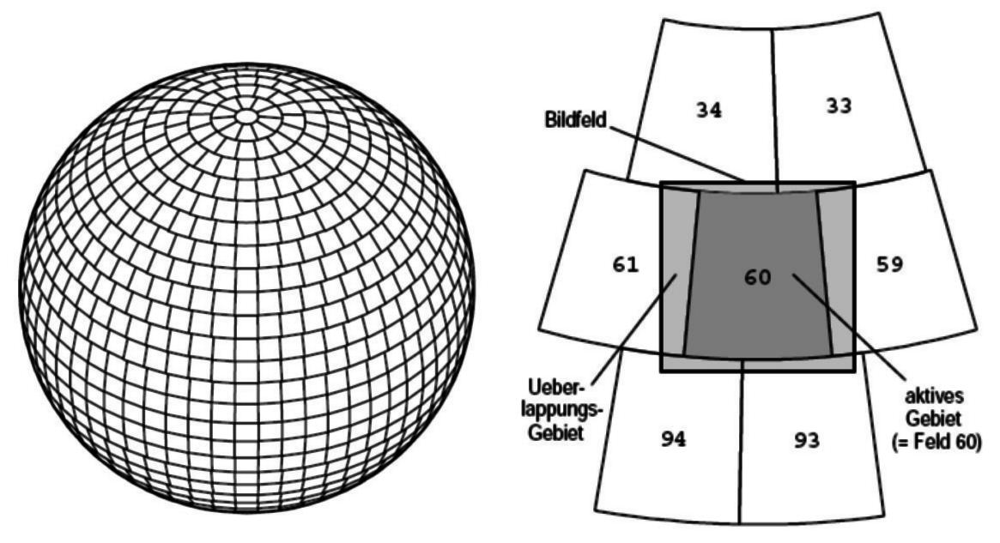 34
33
Bildfeld
61
60
59
Ueber-
lappungs-
Gebiet
aktives
Gebiet
(= Feld 60)
94
93